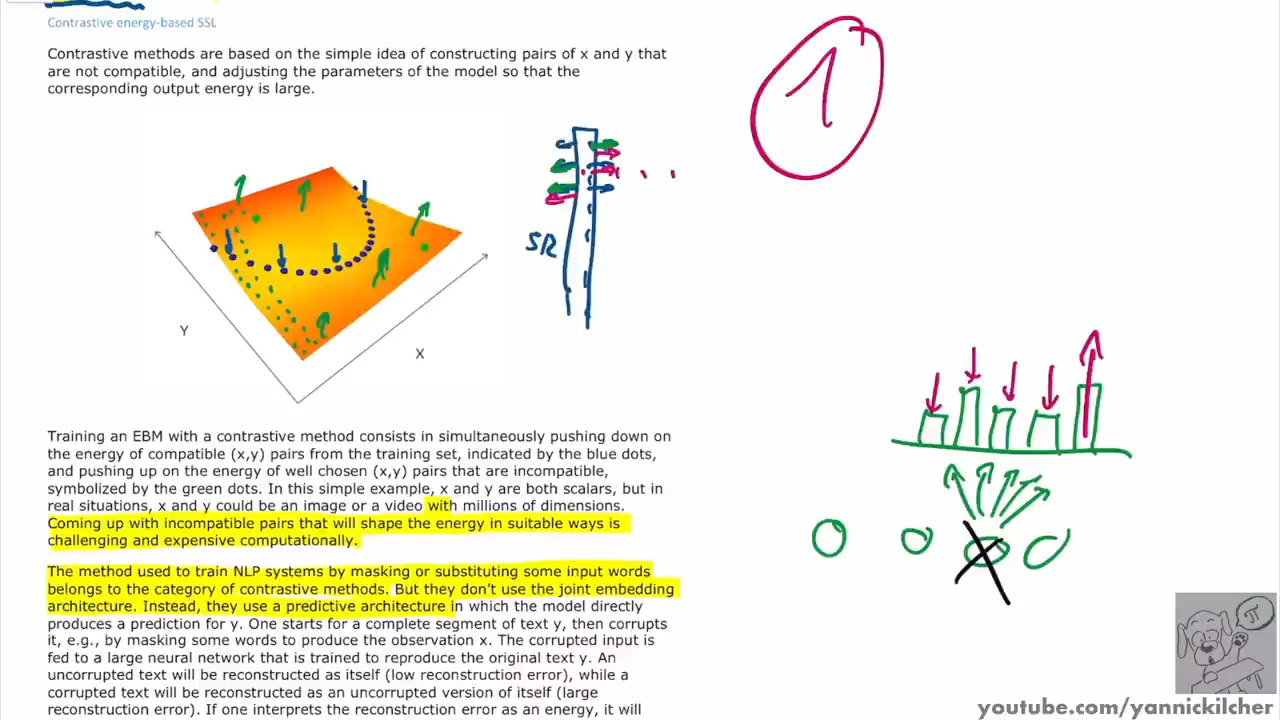 Contrastive energy-based SSL
Contrastive methods are based on the simple idea of constructing pairs of x and y that
are not compatible, and adjusting the parameters of the model so that the
corresponding output energy is large.
1
SR
Y
X
Training an EBM with a contrastive method consists in simultaneously pushing down on
the energy of compatible (x,y) pairs from the training set, indicated by the blue dots,
and pushing up on the energy of well chosen (x,y) pairs that are incompatible,
symbolized by the green dots. In this simple example, x and y are both scalars, but in
real situations, x and y could be an image or a video with millions of dimensions.
Coming up with incompatible pairs that will shape the energy in suitable ways is
challenging and expensive computationally.
The method used to train NLP systems by masking or substituting some input words
belongs to the category of contrastive methods. But they don't use the joint embedding
architecture. Instead, they use a predictive architecture in which the model directly
produces a prediction for y. One starts for a complete segment of text y, then corrupts
it, e.g., by masking some words to produce the observation x. The corrupted input is
fed to a large neural network that is trained to reproduce the original text y. An
uncorrupted text will be reconstructed as itself (low reconstruction error), while a
corrupted text will be reconstructed as an uncorrupted version of itself (large
reconstruction error). If one interprets the reconstruction error as an energy, it will
π
youtube.com/yannickilcher